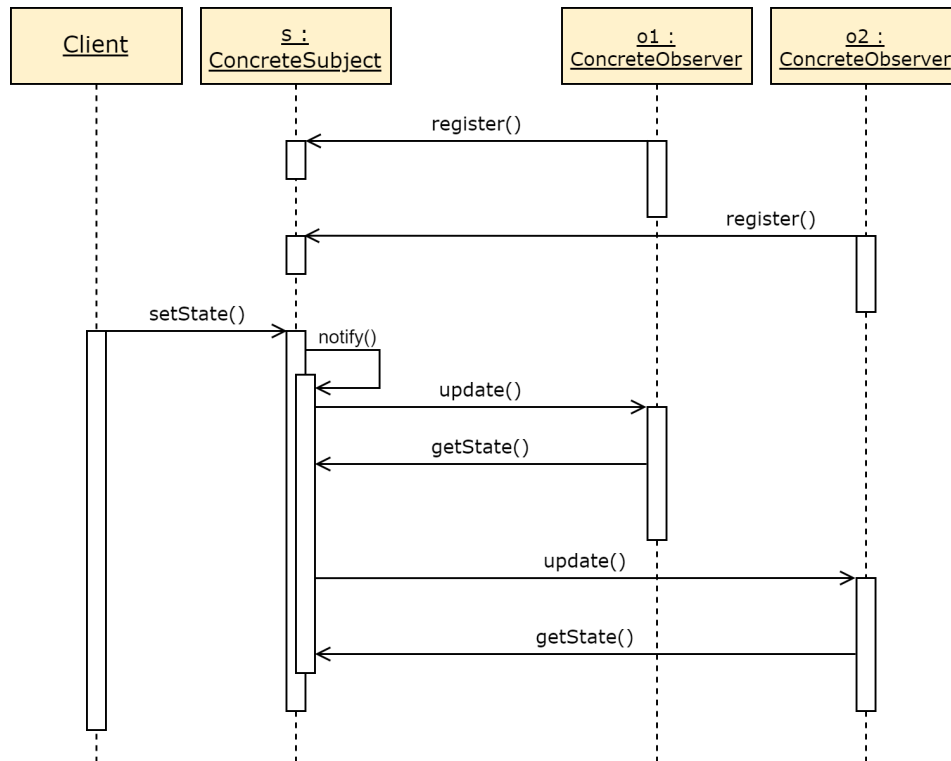 Client
s :
ConcreteSubject
o1 :
ConcreteObserver
o2 :
ConcreteObserver
register()
register()
setState()
notify()
update()
getState()
update()
getState()